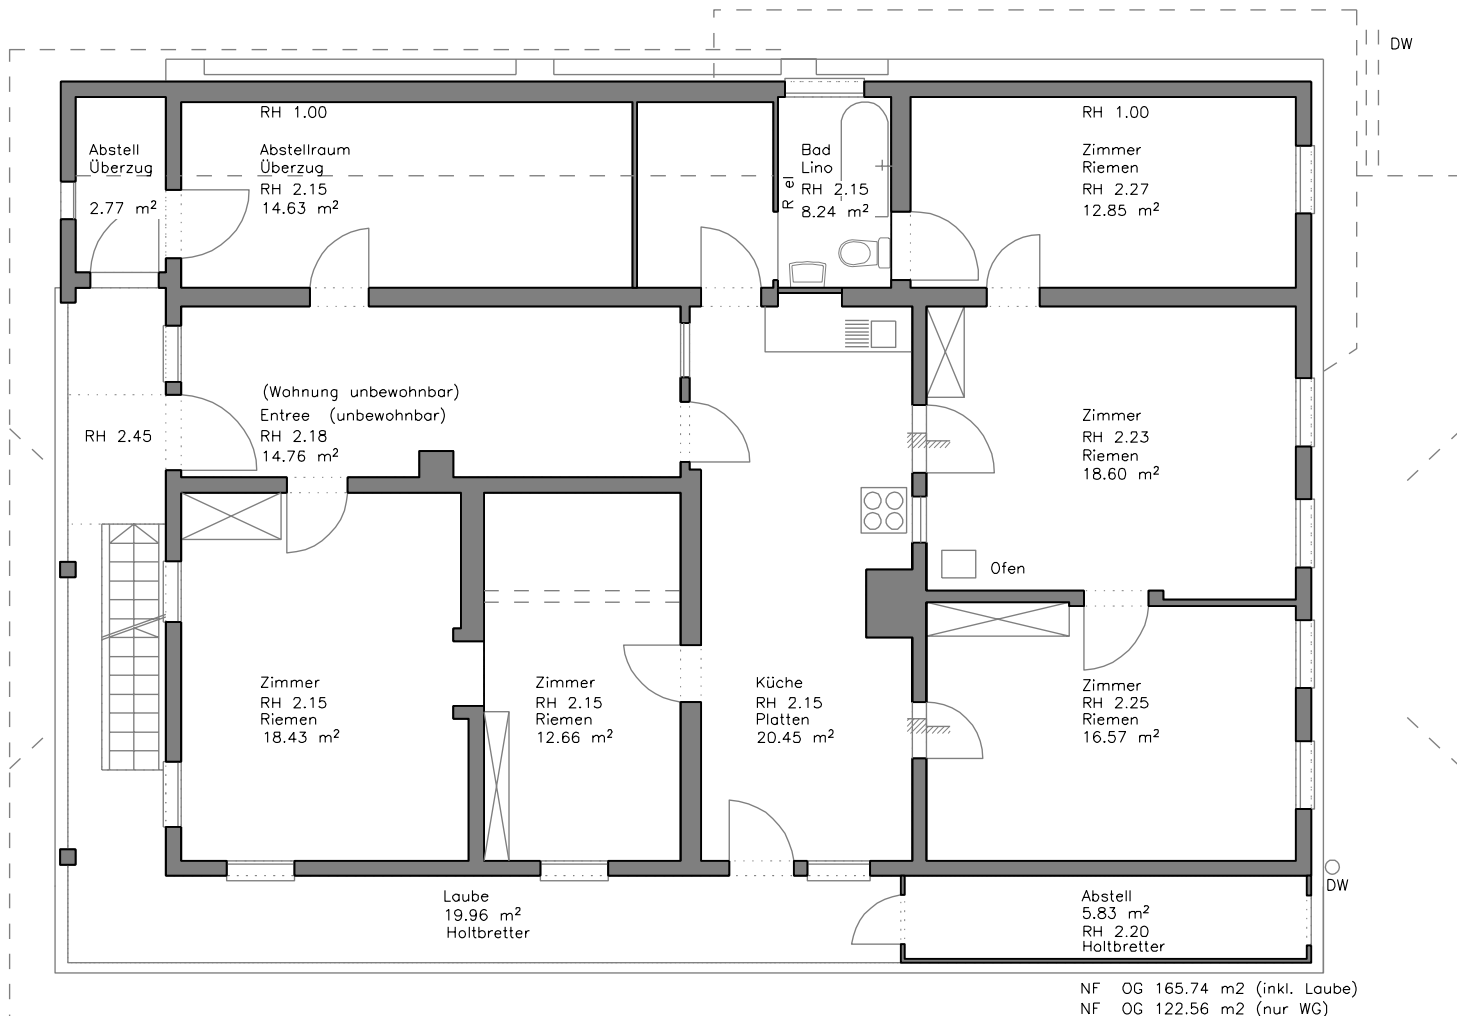 DW
RH 1.00
Abstell
Überzug
2.77 m²
Abstellraum
Überzug
RH 2.15
14.63 m²
Bad
Lino
RH 2.15
8.24 m²
R el
RH 1.00
Zimmer
Riemen
RH 2.27
12.85 m²
(Wohnung unbewohnbar)
Entree (unbewohnbar)
RH 2.18
14.76 m²
RH 2.45
Zimmer
RH 2.23
Riemen
18.60 m²
Ofen
Zimmer
RH 2.15
Riemen
18.43 m²
Zimmer
RH 2.15
Riemen
12.66 m²
Küche
RH 2.15
Platten
20.45 m²
Zimmer
RH 2.25
Riemen
16.57 m²
DW
Laube
19.96 m²
Holtbretter
Abstell
5.83 m²
RH 2.20
Holtbretter
NF OG 165.74 m2 (inkl. Laube)
NF OG 122.56 m2 (nur WG)